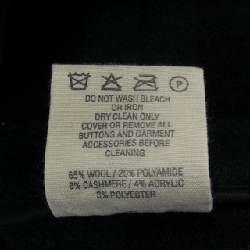 P
DO NOT WASH BLEACH
OR IRON
DRY CLEAN ONLY
COVER OR REMOVE ALL
BUTTONS AND GARMENT
ACCESSORIES BEFORE
CLEANING
65% WOOL / 20% POLYAMIDE
8% CASHMERE / 4% ACRYLIC
3% POLYESTER